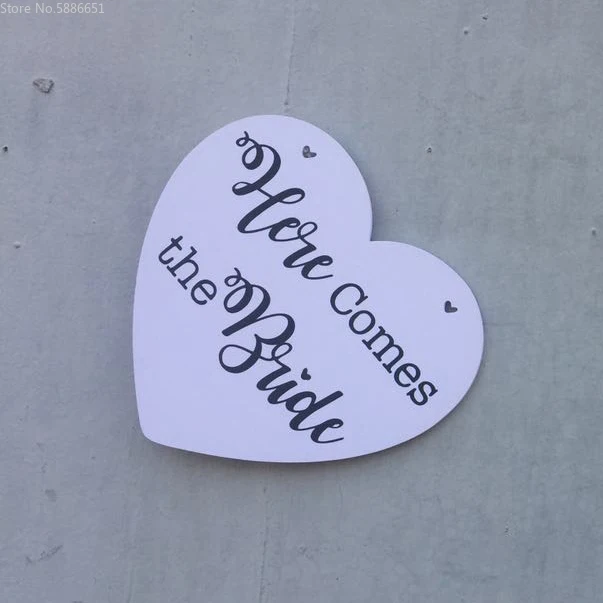 Store No.5886651
Here Comes
the Bride